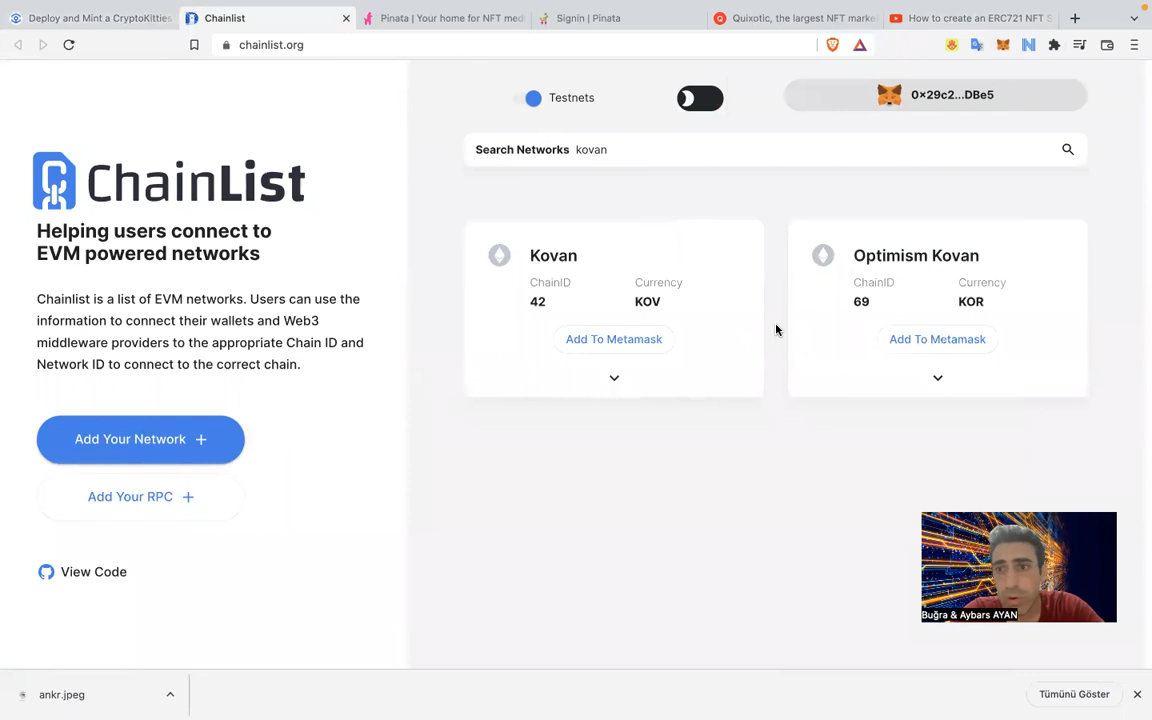 Deploy and Mint a CryptoKitties
Chainlist
Pinata | Your home for NFT med
Signin | Pinata
Quixotic, the largest NFT marke
How to create an ERC721 NFT S
chainlist.org
Testnets
0×29c2...DBe5
Search Networks kovan
ChainList
Helping users connect to
EVM powered networks
Chainlist is a list of EVM networks. Users can use the
information to connect their wallets and Web3
middleware providers to the appropriate Chain ID and
Network ID to connect to the correct chain.
Add Your Network +
Add Your RPC +
View Code
Kovan
ChainID Currency
42 KOV
Add To Metamask
Optimism Kovan
ChainID Currency
69 KOR
Add To Metamask
Buğra & Aybars AYAN
ankr.jpeg
Tümünü Göster